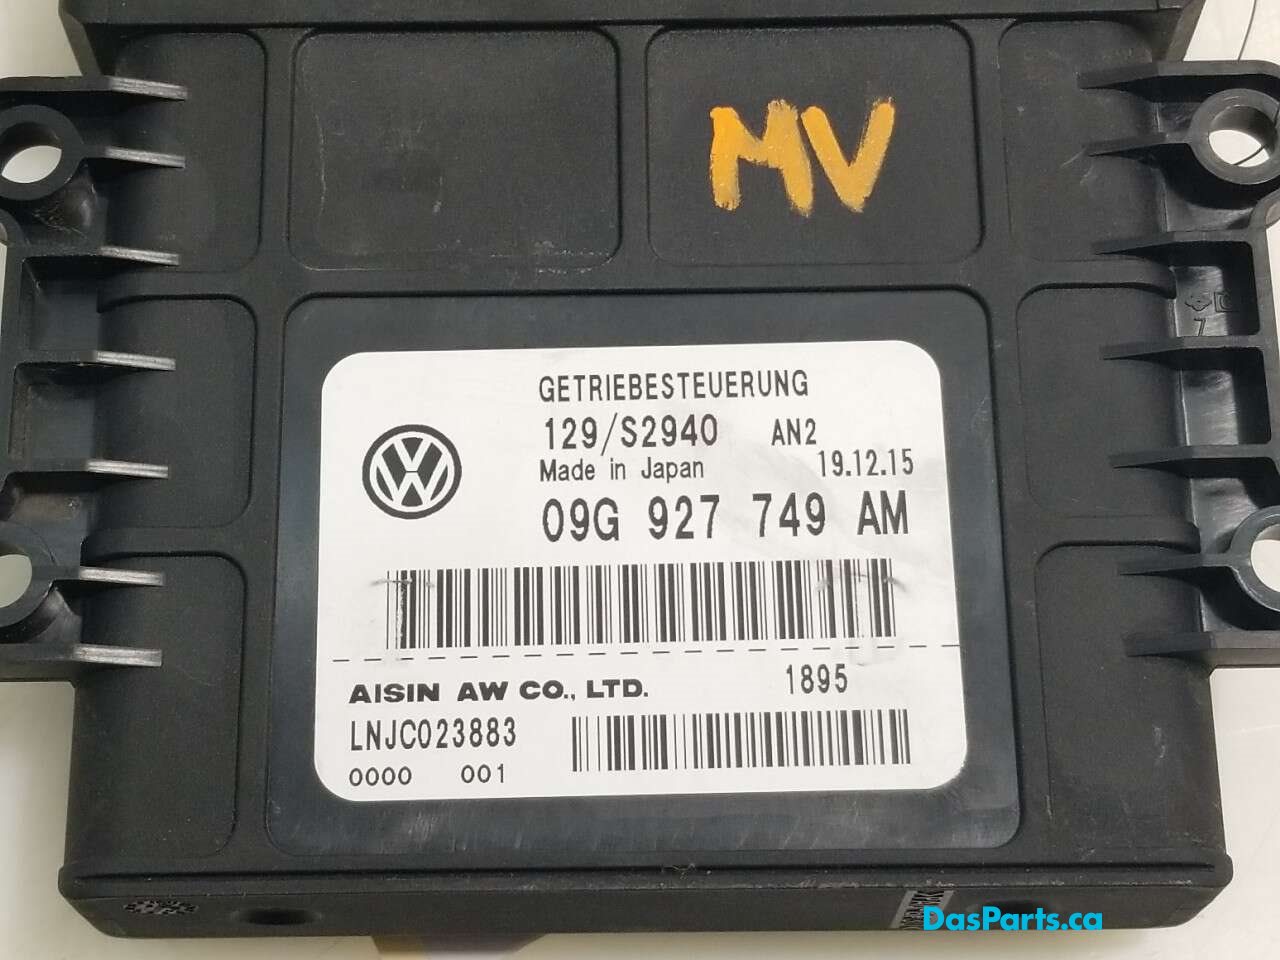 MV
GETRIEBESTEUERUNG
129/S2940 AN2
Made in Japan 19.12.15
09G 927 749 AM
AISIN AW CO., LTD. 1895
LNJC023883
0000 001
7
DasParts.ca